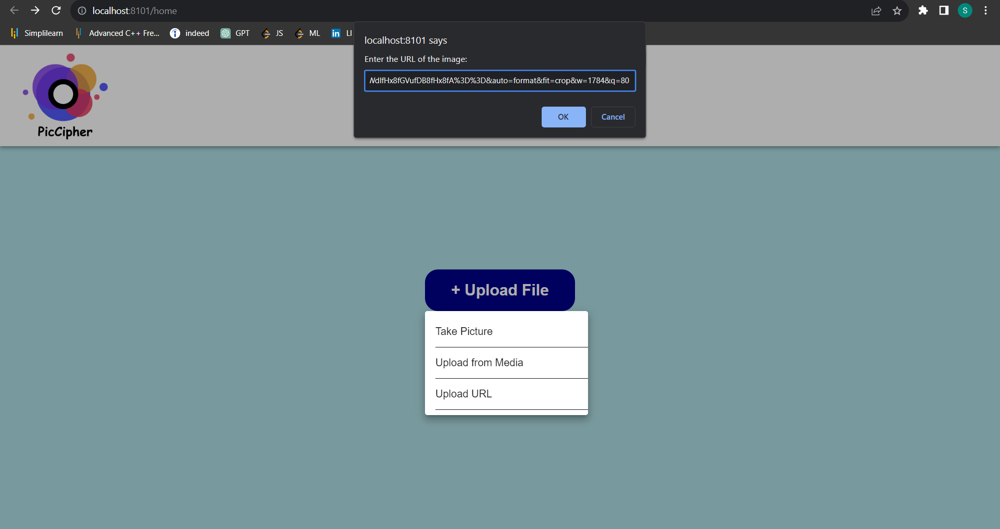 localhost:8101/home
S
Simplilearn Advanced C++ Fre... indeed GPT JS ML in LI
localhost:8101 says
Enter the URL of the image:
WdlfHx8fGVufDB8fHx8fA%3D%3D&auto=format&fit=crop&w=1784&q=80
OK Cancel
PicCipher
+ Upload File
Take Picture
Upload from Media
Upload URL